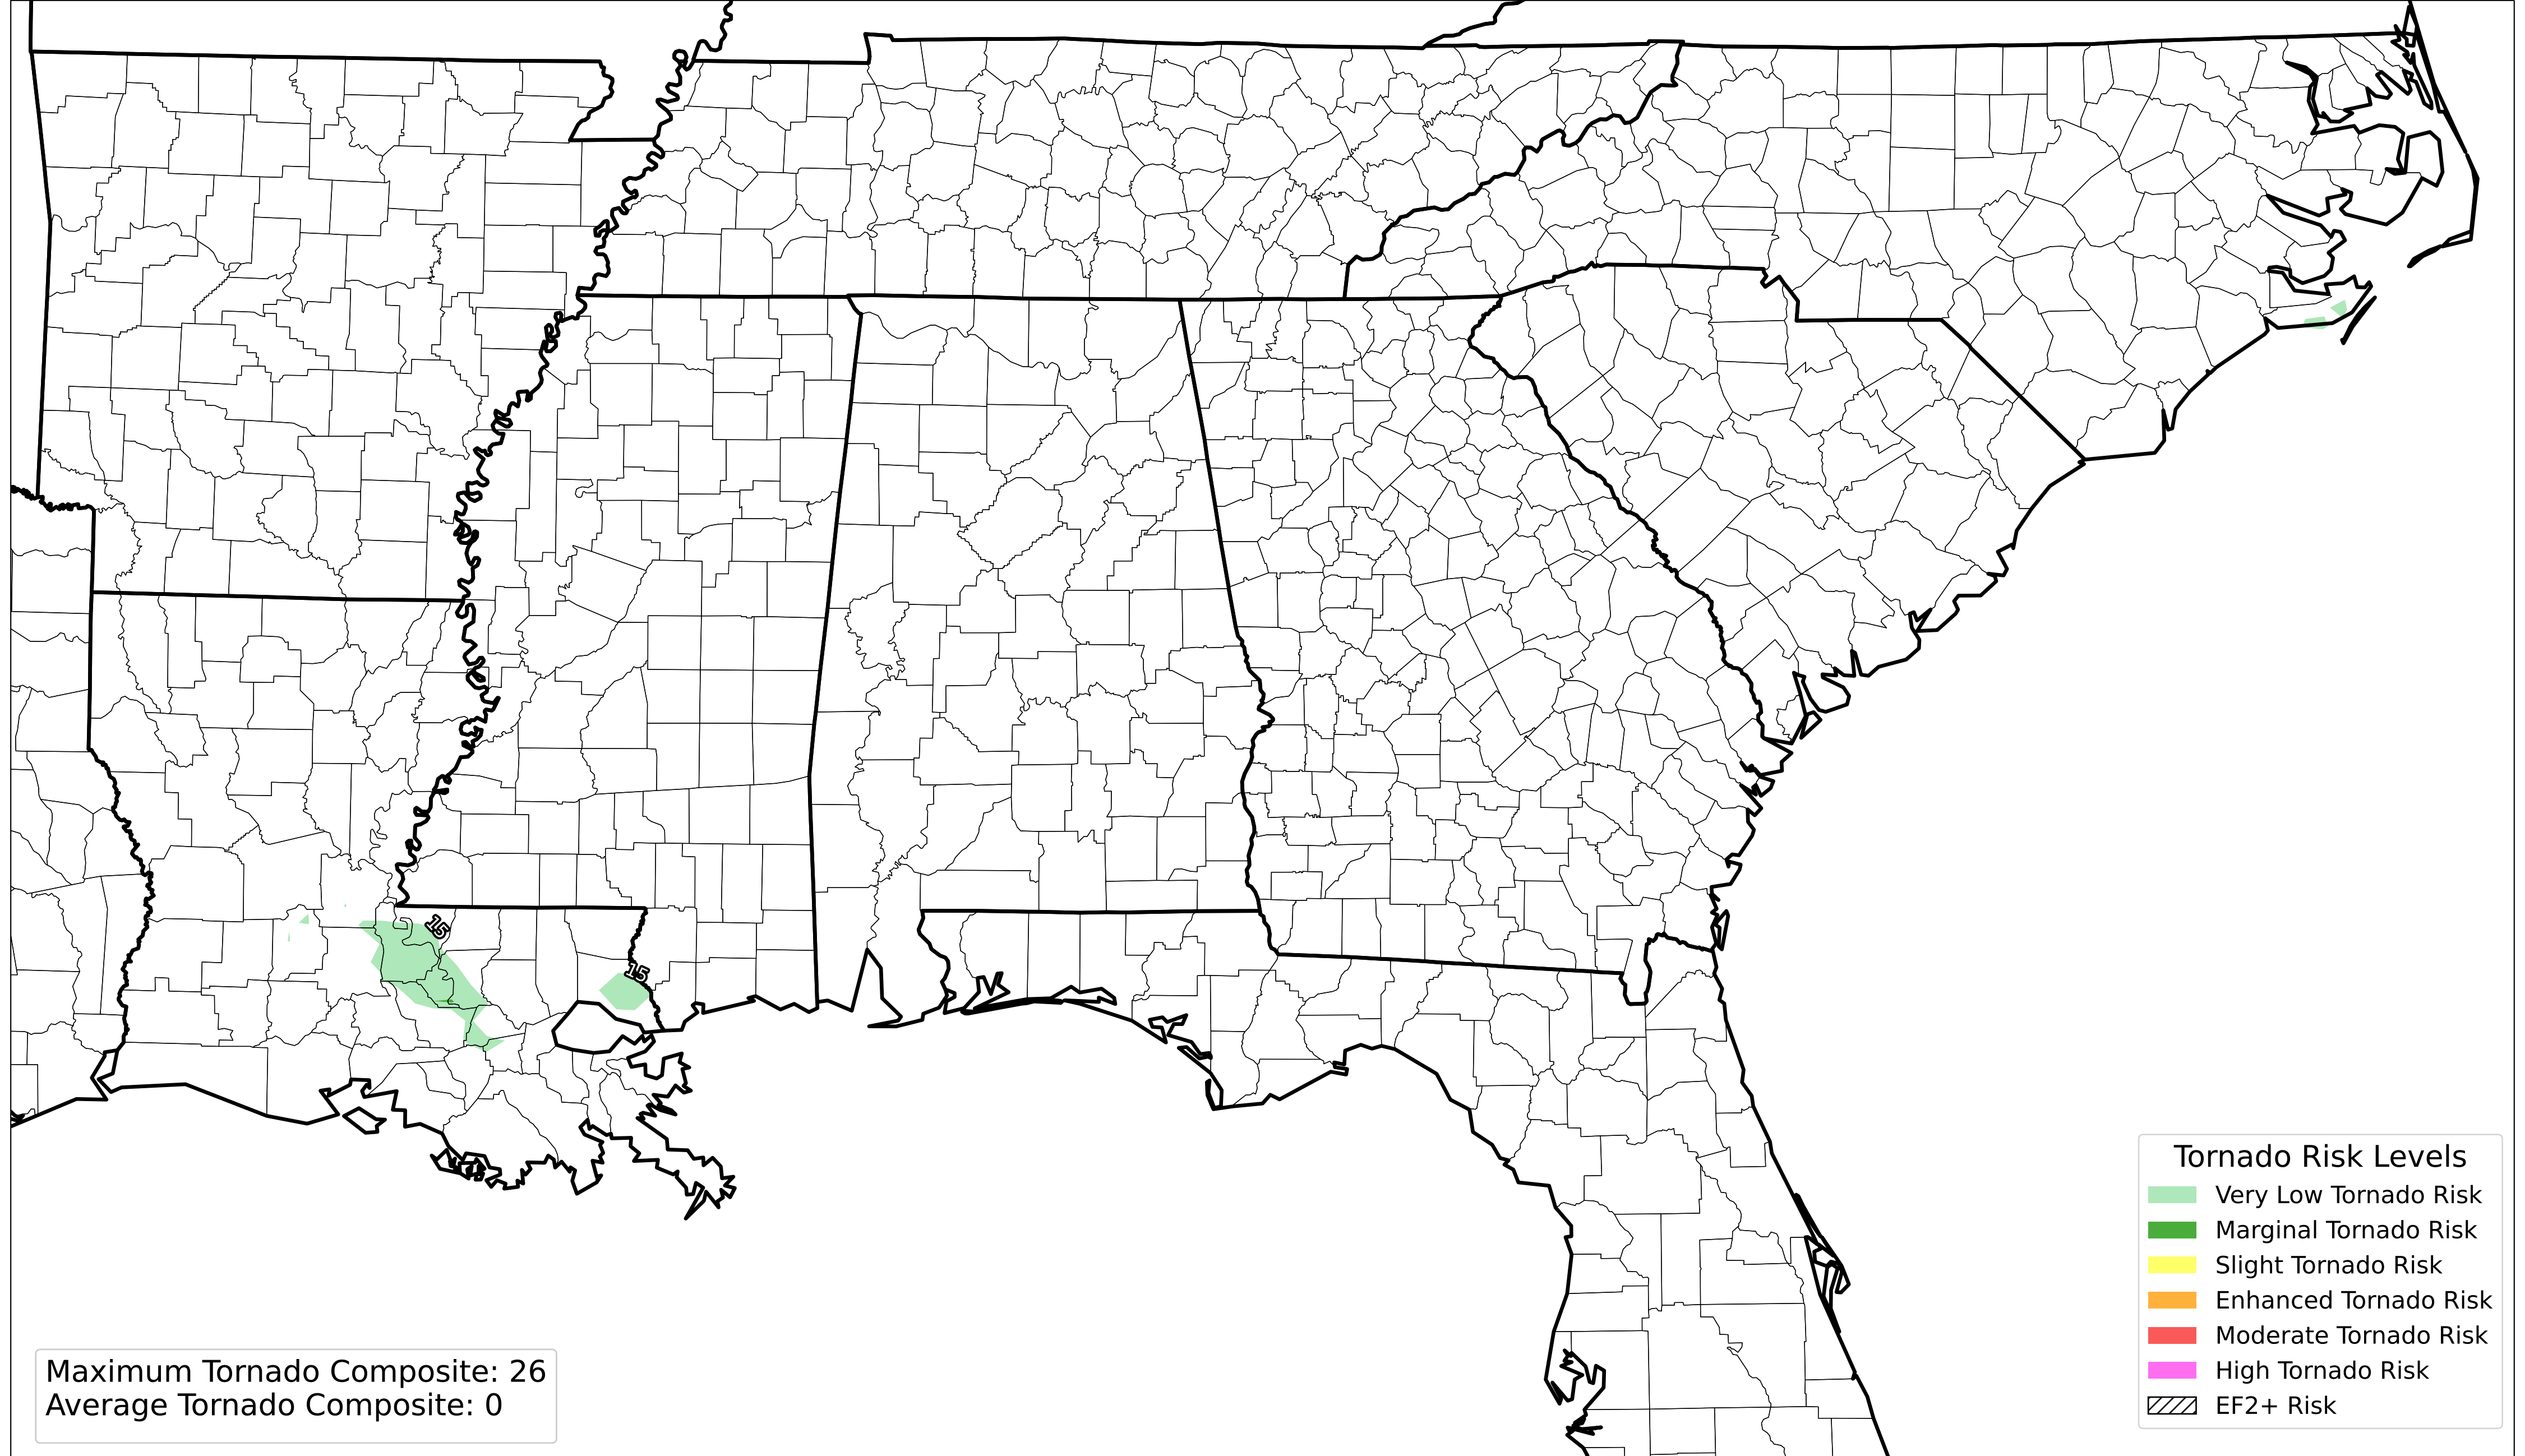 15
15
Tornado Risk Levels
Very Low Tornado Risk
Marginal Tornado Risk
Slight Tornado Risk
Enhanced Tornado Risk
Moderate Tornado Risk
High Tornado Risk
EF2+ Risk
Maximum Tornado Composite: 26
Average Tornado Composite: 0